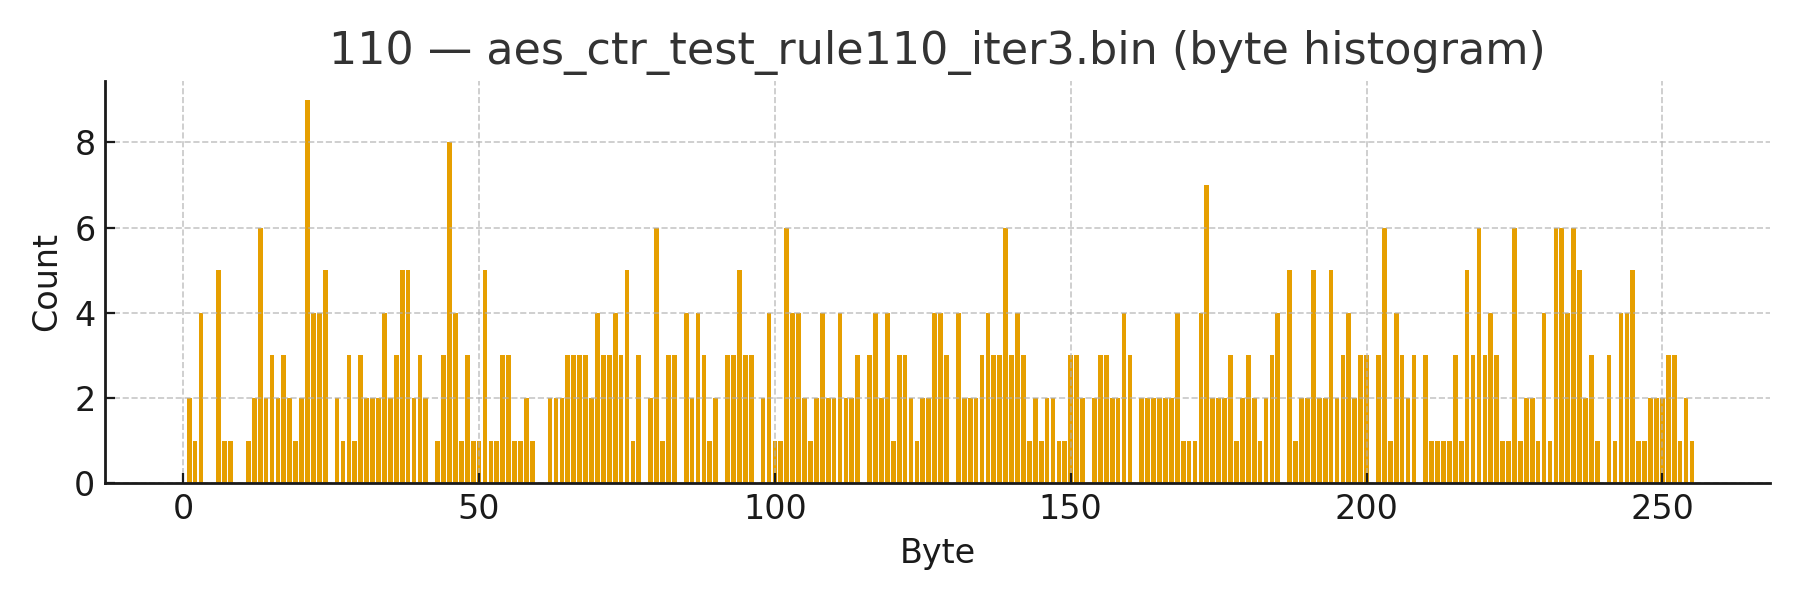 110 — aes_ctr_test_rule110_iter3.bin (byte histogram)
8
6
4
2
0
Count
0 50 100 150 200 250
Byte